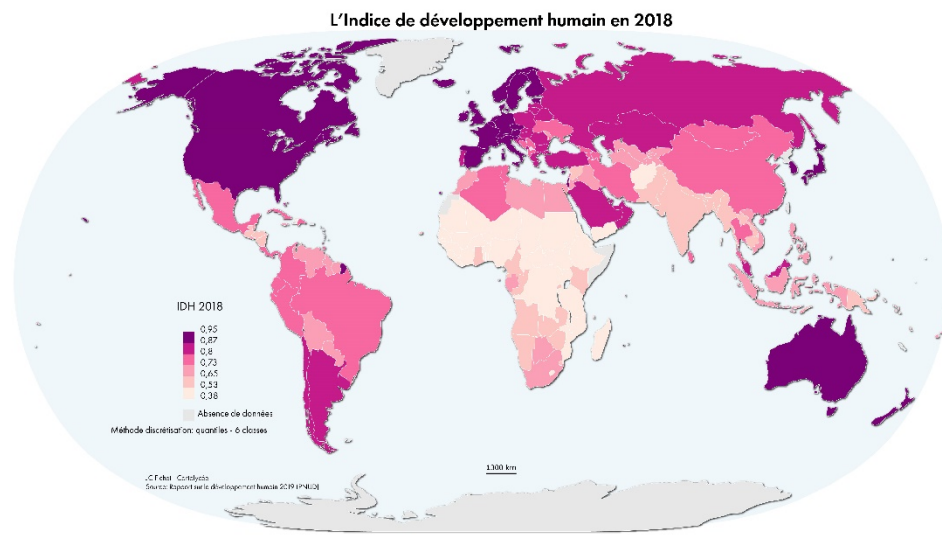 L'Indice de développement humain en 2018
IDH 2018
0,95
0,87
0,8
0,73
0,65
0,53
0,38
Absence de données
Méthode discrétisation: quantiles - 6 classes
1300 km
Source: Rapport sur le développement humain 2019 (PNUD)